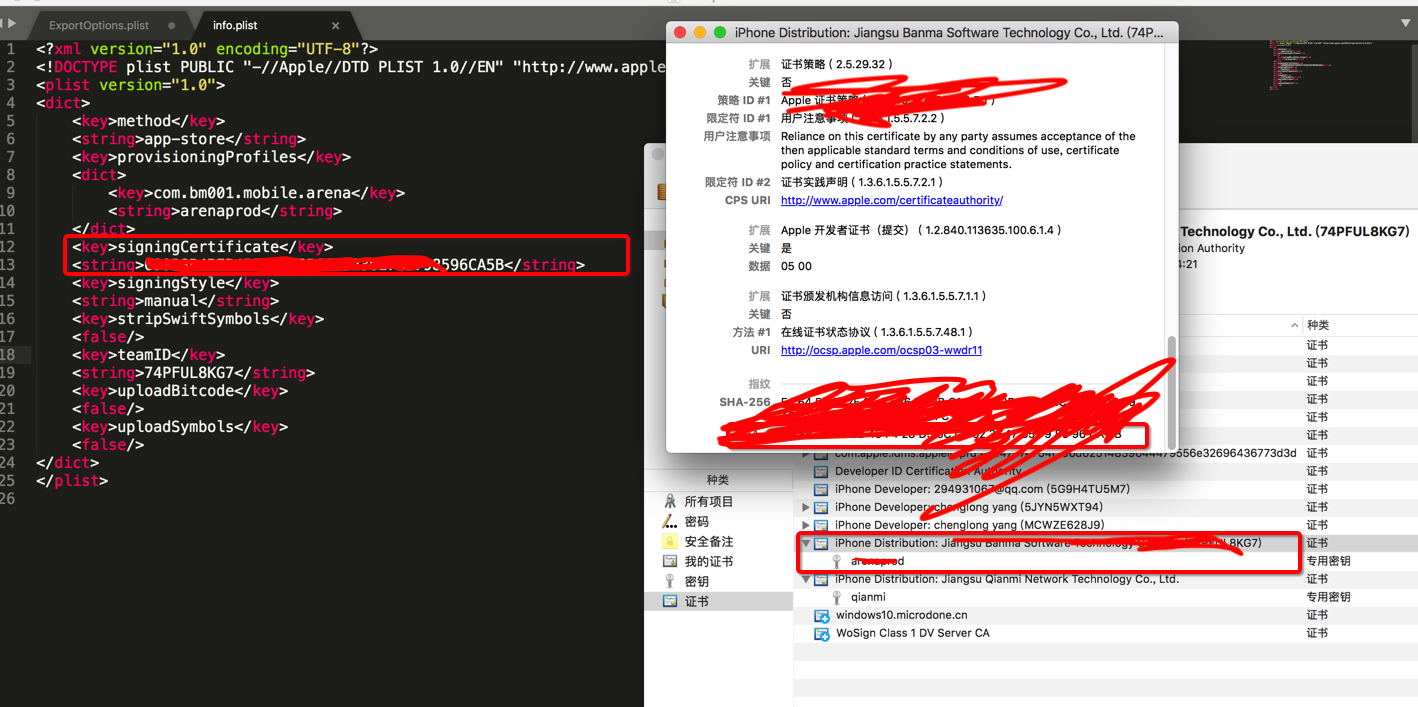 ExportOptions.plist
info.plist
1 <?xml version="1.0" encoding="UTF-8"?>
2 <!DOCTYPE plist PUBLIC "-//Apple//DTD PLIST 1.0//EN" "http://www.apple
3 <plist version="1.0">
4 <dict>
5 <key>method</key>
6 <string>app-store</string>
7 <key>provisioningProfiles</key>
8 <dict>
9 <key>com.bm001.mobile.arena</key>
10 <string>arenaprod</string>
11 </dict>
12 <key>signingCertificate</key>
13 <string> 8596CA5B</string>
14 <key>signingStyle</key>
15 <string>manual</string>
16 <key>stripSwiftSymbols</key>
17 <false/>
18 <key>teamID</key>
19 <string>74PFUL8KG7</string>
20 <key>uploadBitcode</key>
21 <false/>
22 <key>uploadSymbols</key>
23 <false/>
24 </dict>
25 </plist>
26
iPhone Distribution: Jiangsu Banma Software Technology Co., Ltd. (74P...
扩展 证书策略 ( 2.5.29.32 )
关键 否
策略 ID #1 Apple 证书策略
限定符 ID #1 用户注意事项 .1.5.5.7.2.2 )
用户注意事项 Reliance on this certificate by any party assumes acceptance of the
then applicable standard terms and conditions of use, certificate
policy and certification practice statements.
限定符 ID #2 证书实践声明 ( 1.3.6.1.5.5.7.2.1 )
CPS URI http://www.apple.com/certificateauthority/
扩展 Apple 开发者证书（提交） ( 1.2.840.113635.100.6.1.4 )
关键 是
数据 05 00
扩展 证书颁发机构信息访问 ( 1.3.6.1.5.5.7.1.1 )
关键 否
方法 #1 在线证书状态协议 ( 1.3.6.1.5.5.7.48.1 )
URI http://ocsp.apple.com/ocsp03-wwdr11
指纹
SHA-256
Technology Co., Ltd. (74PFUL8KG7)
ion Authority
4:21
种类
证书
证书
证书
证书
证书
证书
证书
Developer ID Certification Authority 证书
iPhone Developer: 294931067@qq.com (5G9H4TU5M7) 证书
iPhone Developer: chenglong yang (5JYN5WXT94) 证书
iPhone Developer: chenglong yang (MCWZE628J9) 证书
iPhone Distribution: Jiangsu Banma Software Technology 证书
arenaprod 专用密钥
iPhone Distribution: Jiangsu Qianmi Network Technology Co., Ltd. 证书
qianmi 专用密钥
windows10.microdone.cn 证书
WoSign Class 1 DV Server CA 证书
种类
所有项目
密码
安全备注
我的证书
密钥
证书